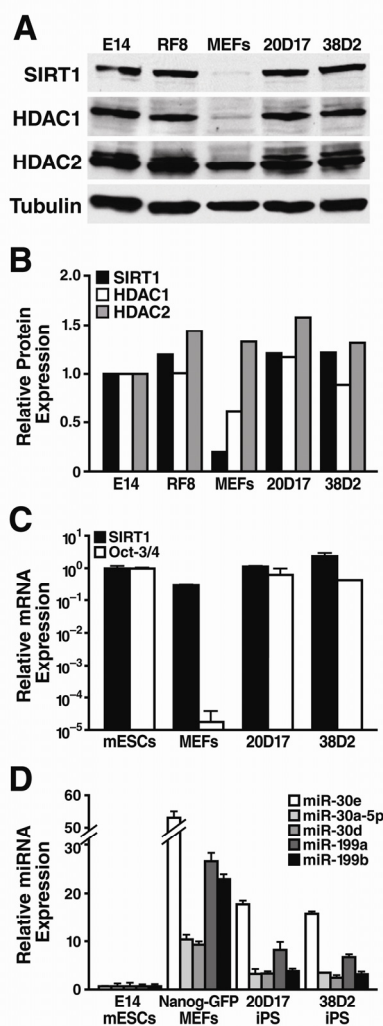 A
E14 RF8 MEFs 20D17 38D2
SIRT1
HDAC1
HDAC2
Tubulin
B
Relative Protein
Expression
2.0
1.5
1.0
0.5
0
SIRT1
HDAC1
HDAC2
E14 RF8 MEFs 20D17 38D2
C
Relative mRNA
Expression
10¹
10⁰
10⁻¹
10⁻²
10⁻³
10⁻⁴
10⁻⁵
SIRT1
Oct-3/4
mESCs MEFs 20D17 38D2
D
Relative miRNA
Expression
60
50
30
20
10
0
miR-30e
miR-30a-5p
miR-30d
miR-199a
miR-199b
E14 Nanog-GFP 20D17 38D2
mESCs MEFs iPS iPS